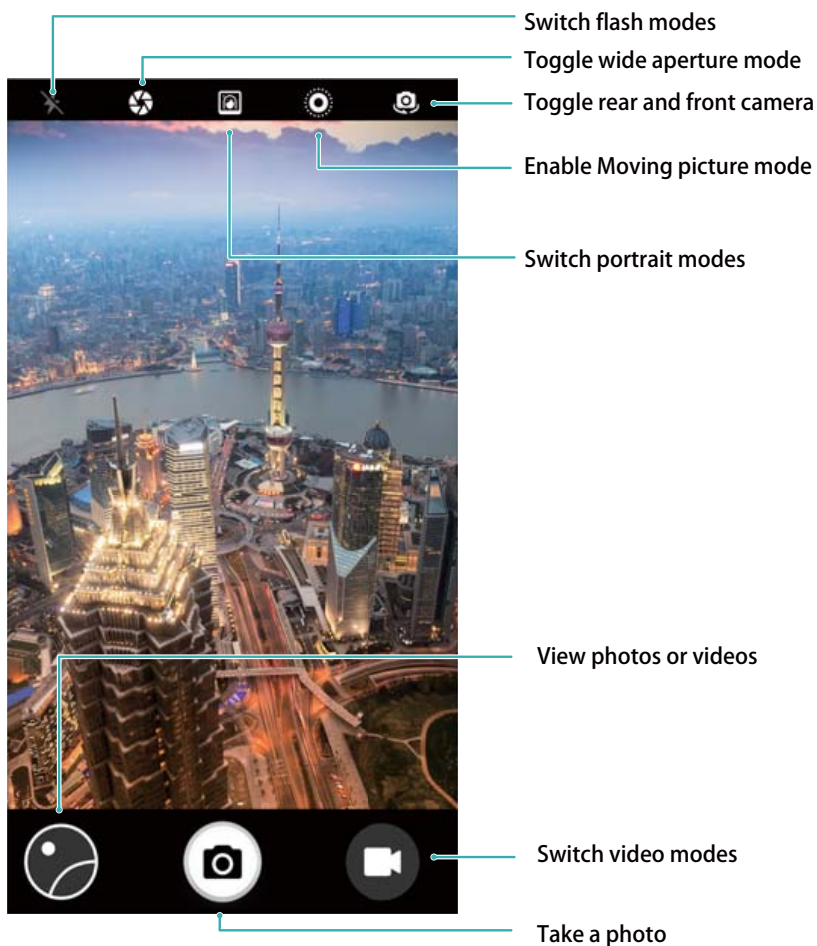 Switch flash modes
Toggle wide aperture mode
Toggle rear and front camera
Enable Moving picture mode
Switch portrait modes
View photos or videos
Switch video modes
Take a photo